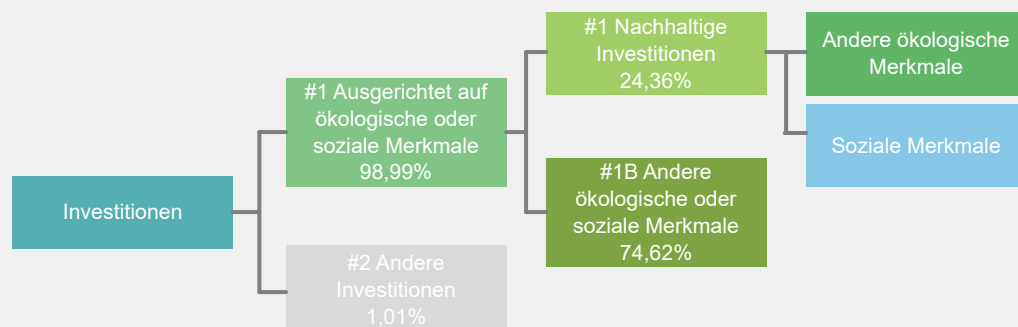 Investitionen
#1 Ausgerichtet auf
ökologische oder
soziale Merkmale
98,99%
#2 Andere
Investitionen
1,01%
#1 Nachhaltige
Investitionen
24,36%
#1B Andere
ökologische oder
soziale Merkmale
74,62%
Andere ökologische
Merkmale
Soziale Merkmale